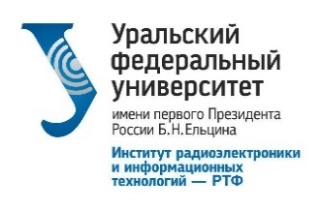 Уральский
федеральный
университет
имени первого Президента
России Б.Н.Ельцина
Институт радиоэлектроники
и информационных
технологий — РТФ